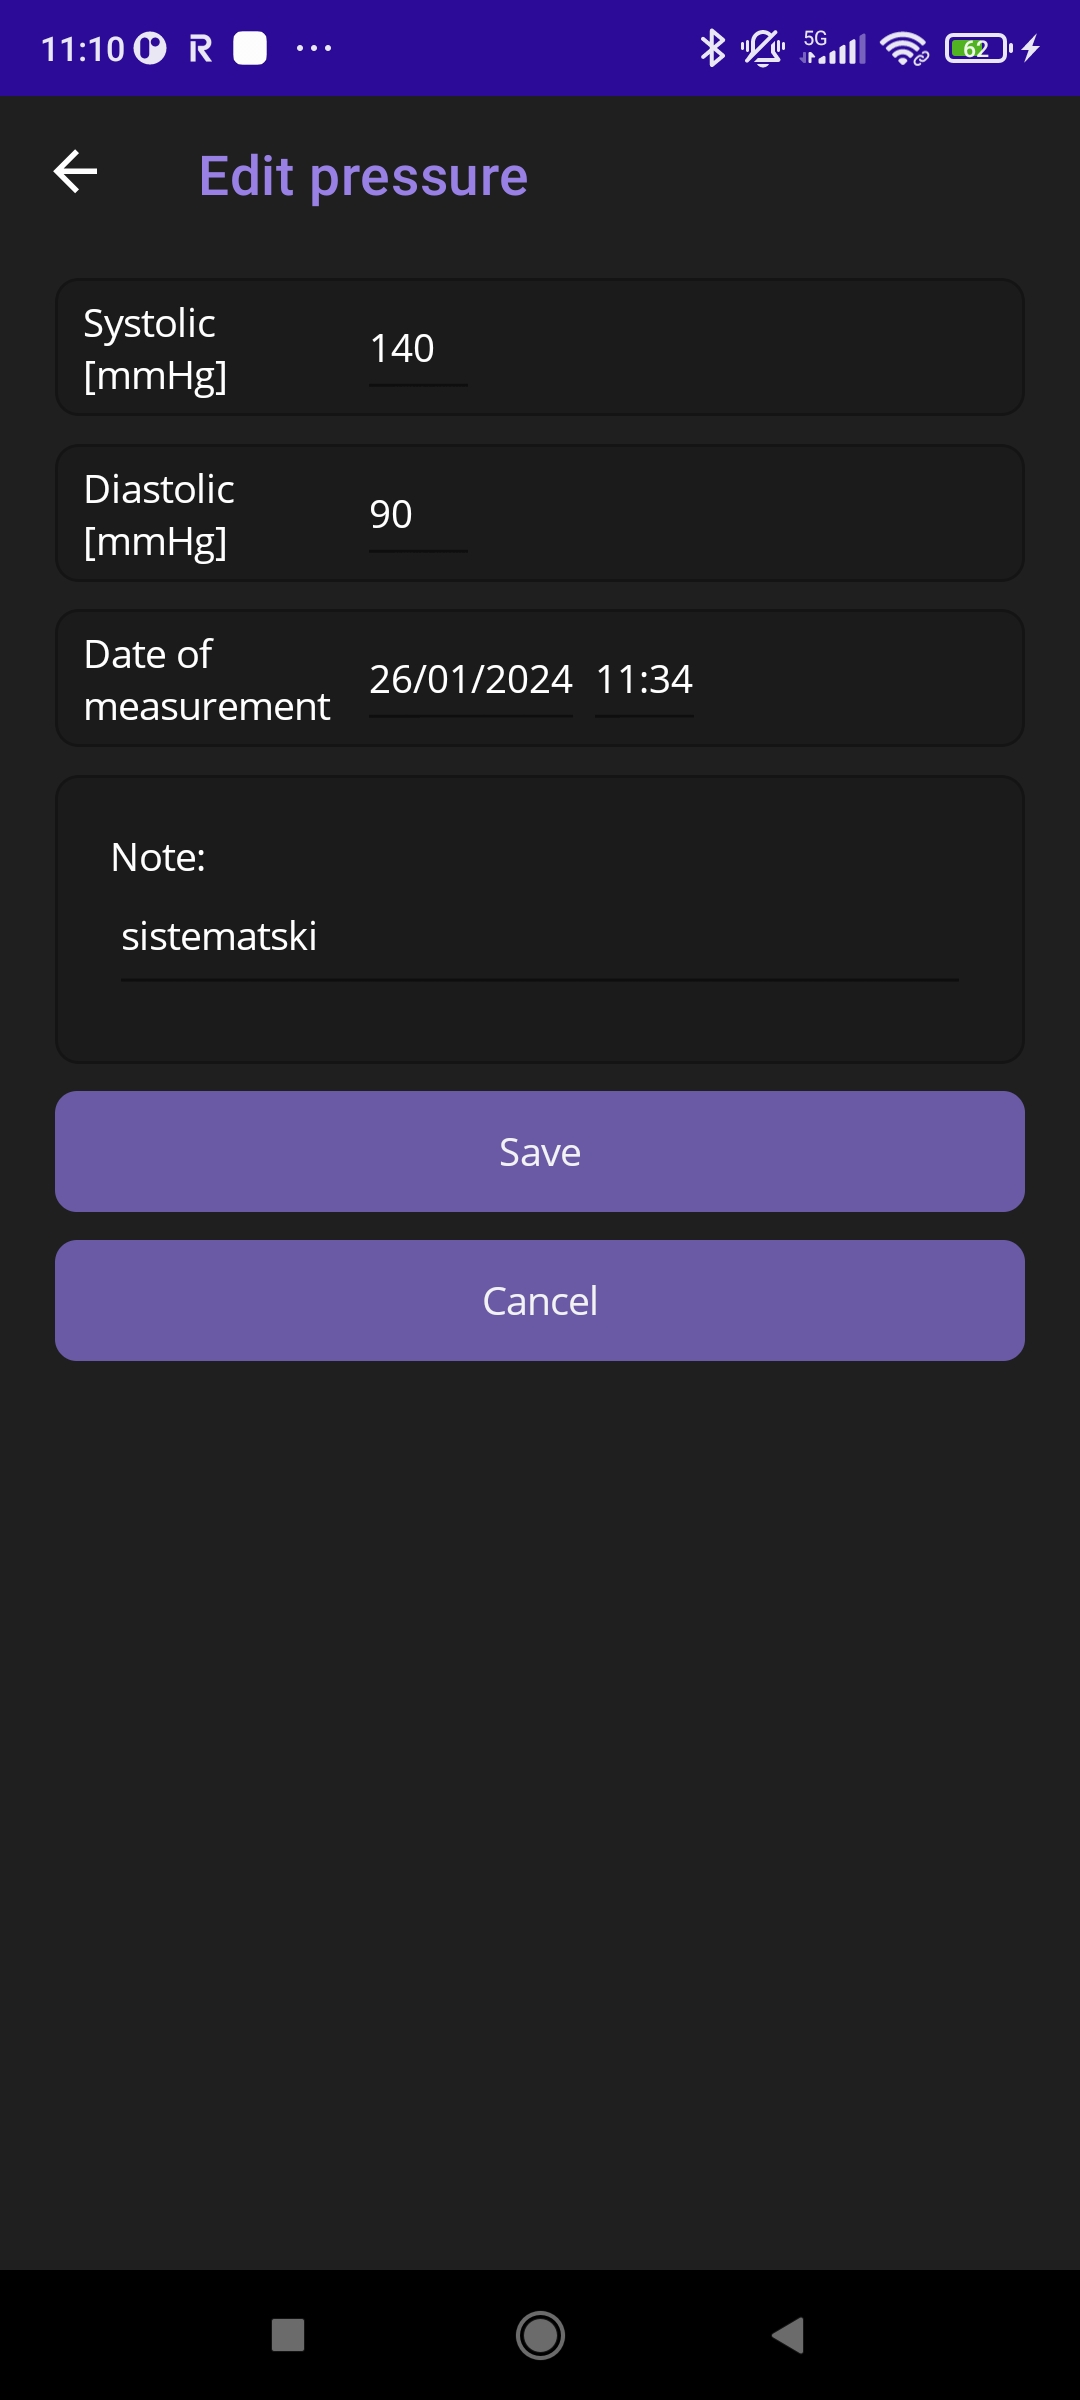 11:10 5G 62
Edit pressure
Systolic
[mmHg]
140
Diastolic
[mmHg]
90
Date of
measurement
26/01/2024 11:34
Note:
sistematski
Save
Cancel